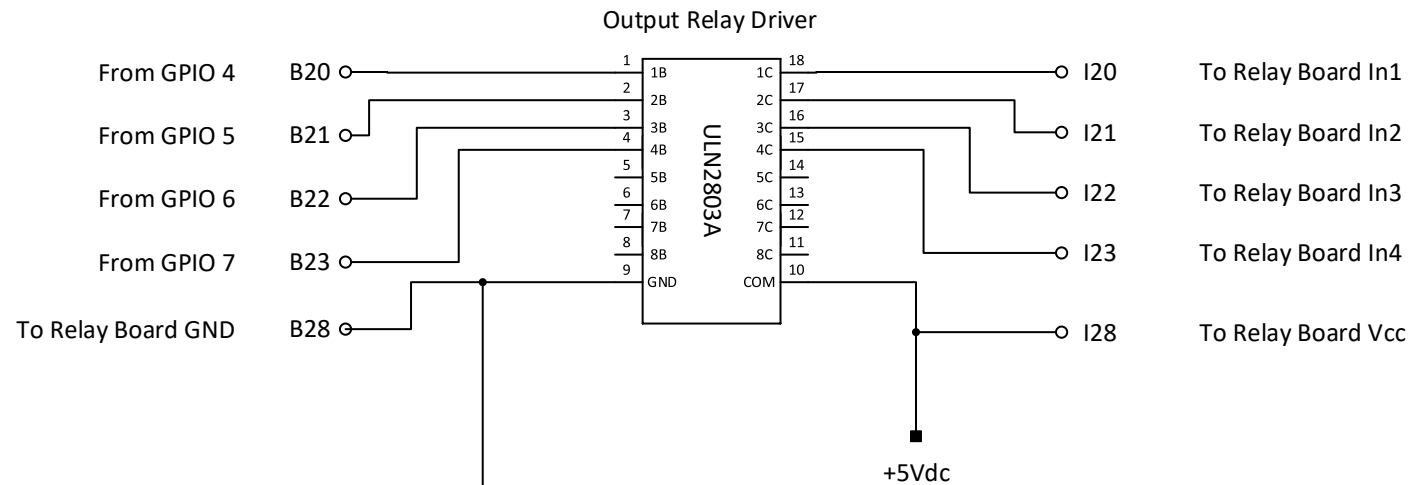 Output Relay Driver
From GPIO 4 B20 1 1B 1C 18 I20 To Relay Board In1
From GPIO 5 B21 2 2B 2C 17 I21 To Relay Board In2
From GPIO 6 B22 3 3B 3C 16 I22 To Relay Board In3
From GPIO 7 B23 4 4B 4C 15 I23 To Relay Board In4
5 5B 5C 14
6 6B 6C 13
7 7B 7C 12
8 8B 8C 11
To Relay Board GND B28 9 GND COM 10 I28 To Relay Board Vcc
ULN2803A
+5Vdc